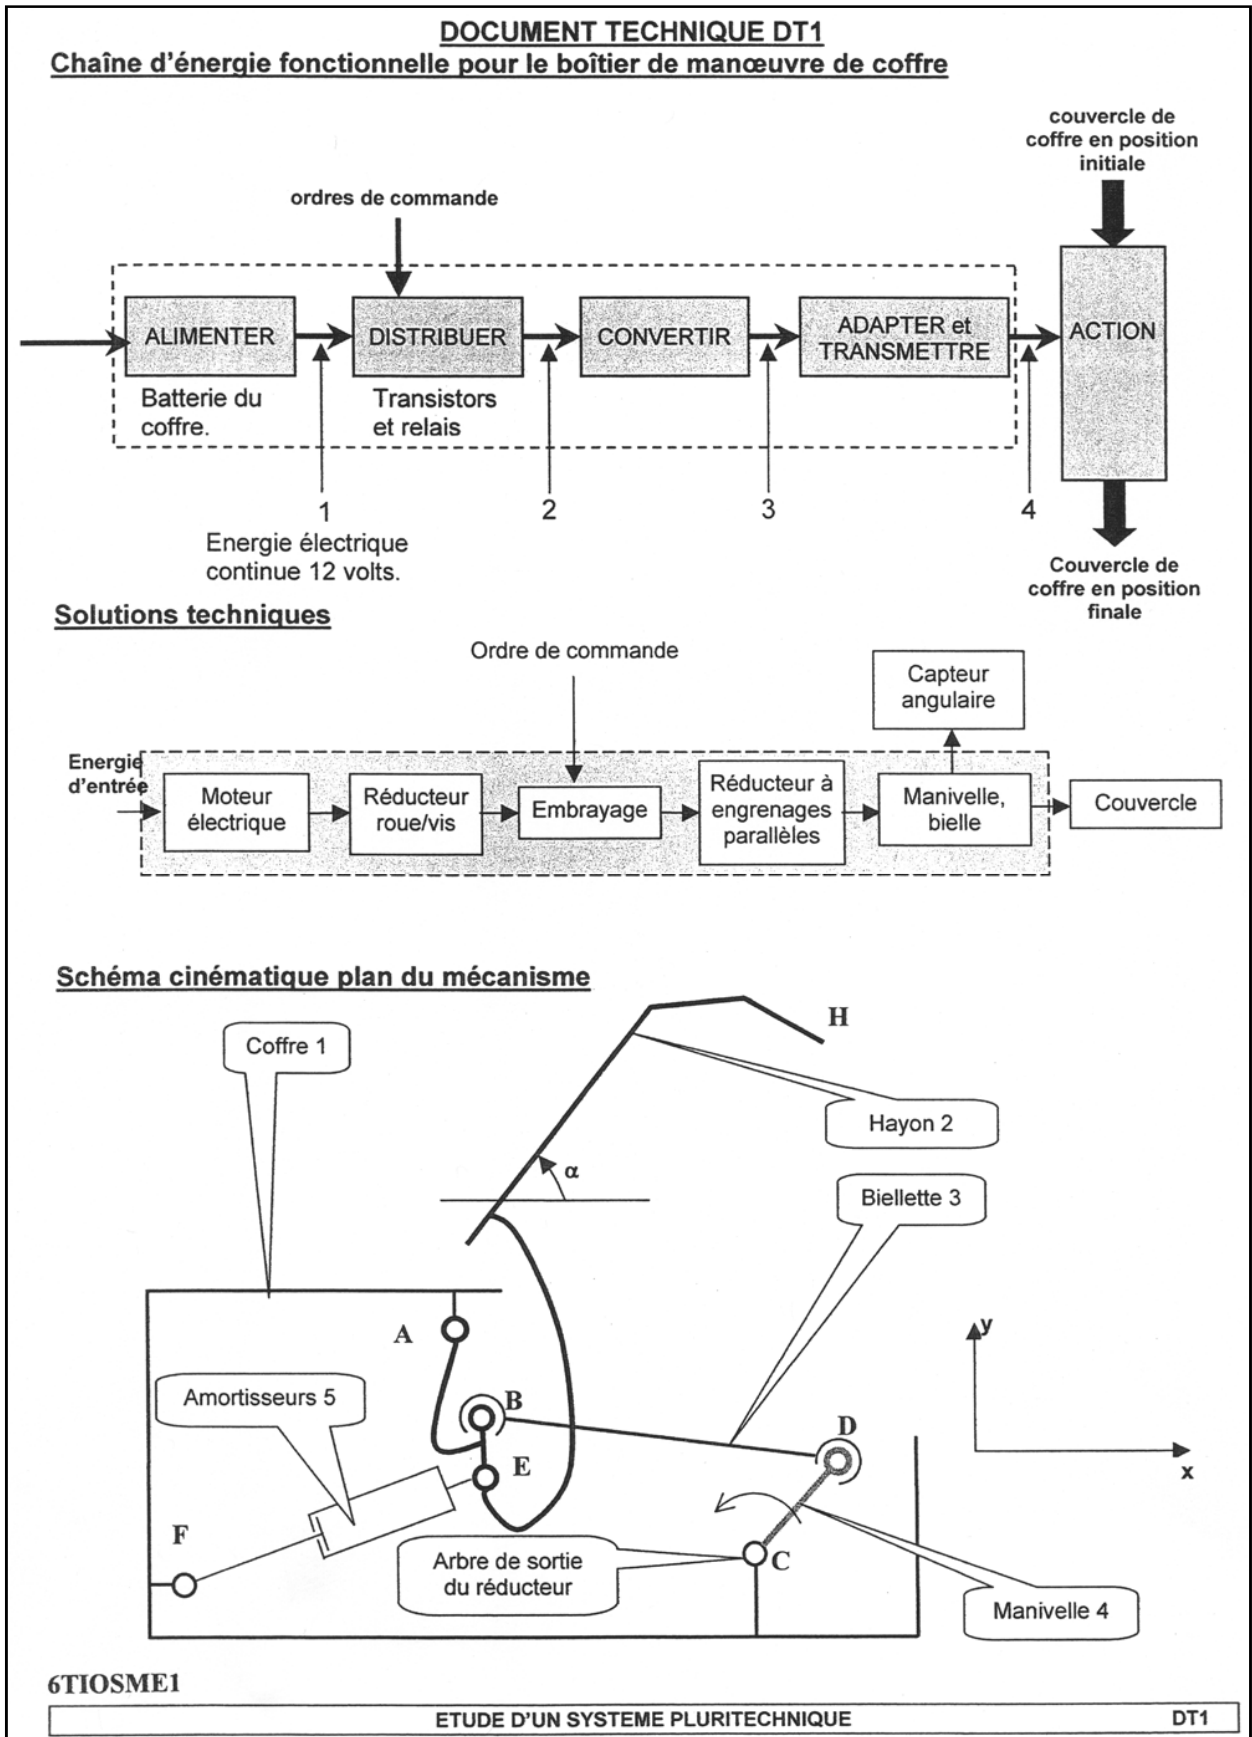 DOCUMENT TECHNIQUE DT1
Chaîne d'énergie fonctionnelle pour le boîtier de manœuvre de coffre
couvercle de
coffre en position
initiale
ordres de commande
ALIMENTER
DISTRIBUER
CONVERTIR
ADAPTER et
TRANSMETTRE
ACTION
Batterie du
coffre.
Transistors
et relais
1
2
3
4
Energie électrique
continue 12 volts.
Couvercle de
coffre en position
finale
Solutions techniques
Ordre de commande
Capteur
angulaire
Energie
d'entrée
Moteur
électrique
Réducteur
roue/vis
Embrayage
Réducteur à
engrenages
parallèles
Manivelle,
bielle
Couvercle
Schéma cinématique plan du mécanisme
H
Coffre 1
Hayon 2
α
Biellette 3
A
y
Amortisseurs 5
B
D
E
x
F
Arbre de sortie
du réducteur
C
Manivelle 4
6TIOSME1
ETUDE D'UN SYSTEME PLURITECHNIQUE
DT1